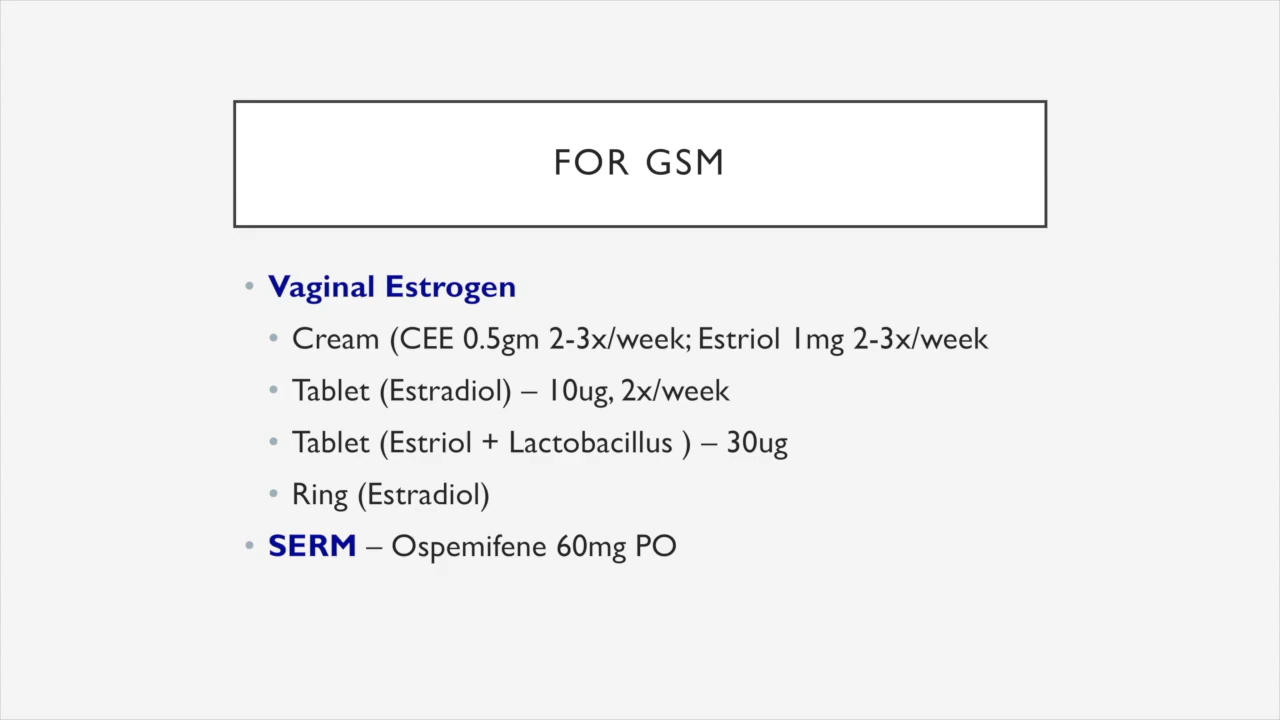 FOR GSM
• Vaginal Estrogen
• Cream (CEE 0.5gm 2-3x/week; Estriol 1mg 2-3x/week
• Tablet (Estradiol) – 10ug, 2x/week
• Tablet (Estriol + Lactobacillus ) – 30ug
• Ring (Estradiol)
• SERM – Ospemifene 60mg PO